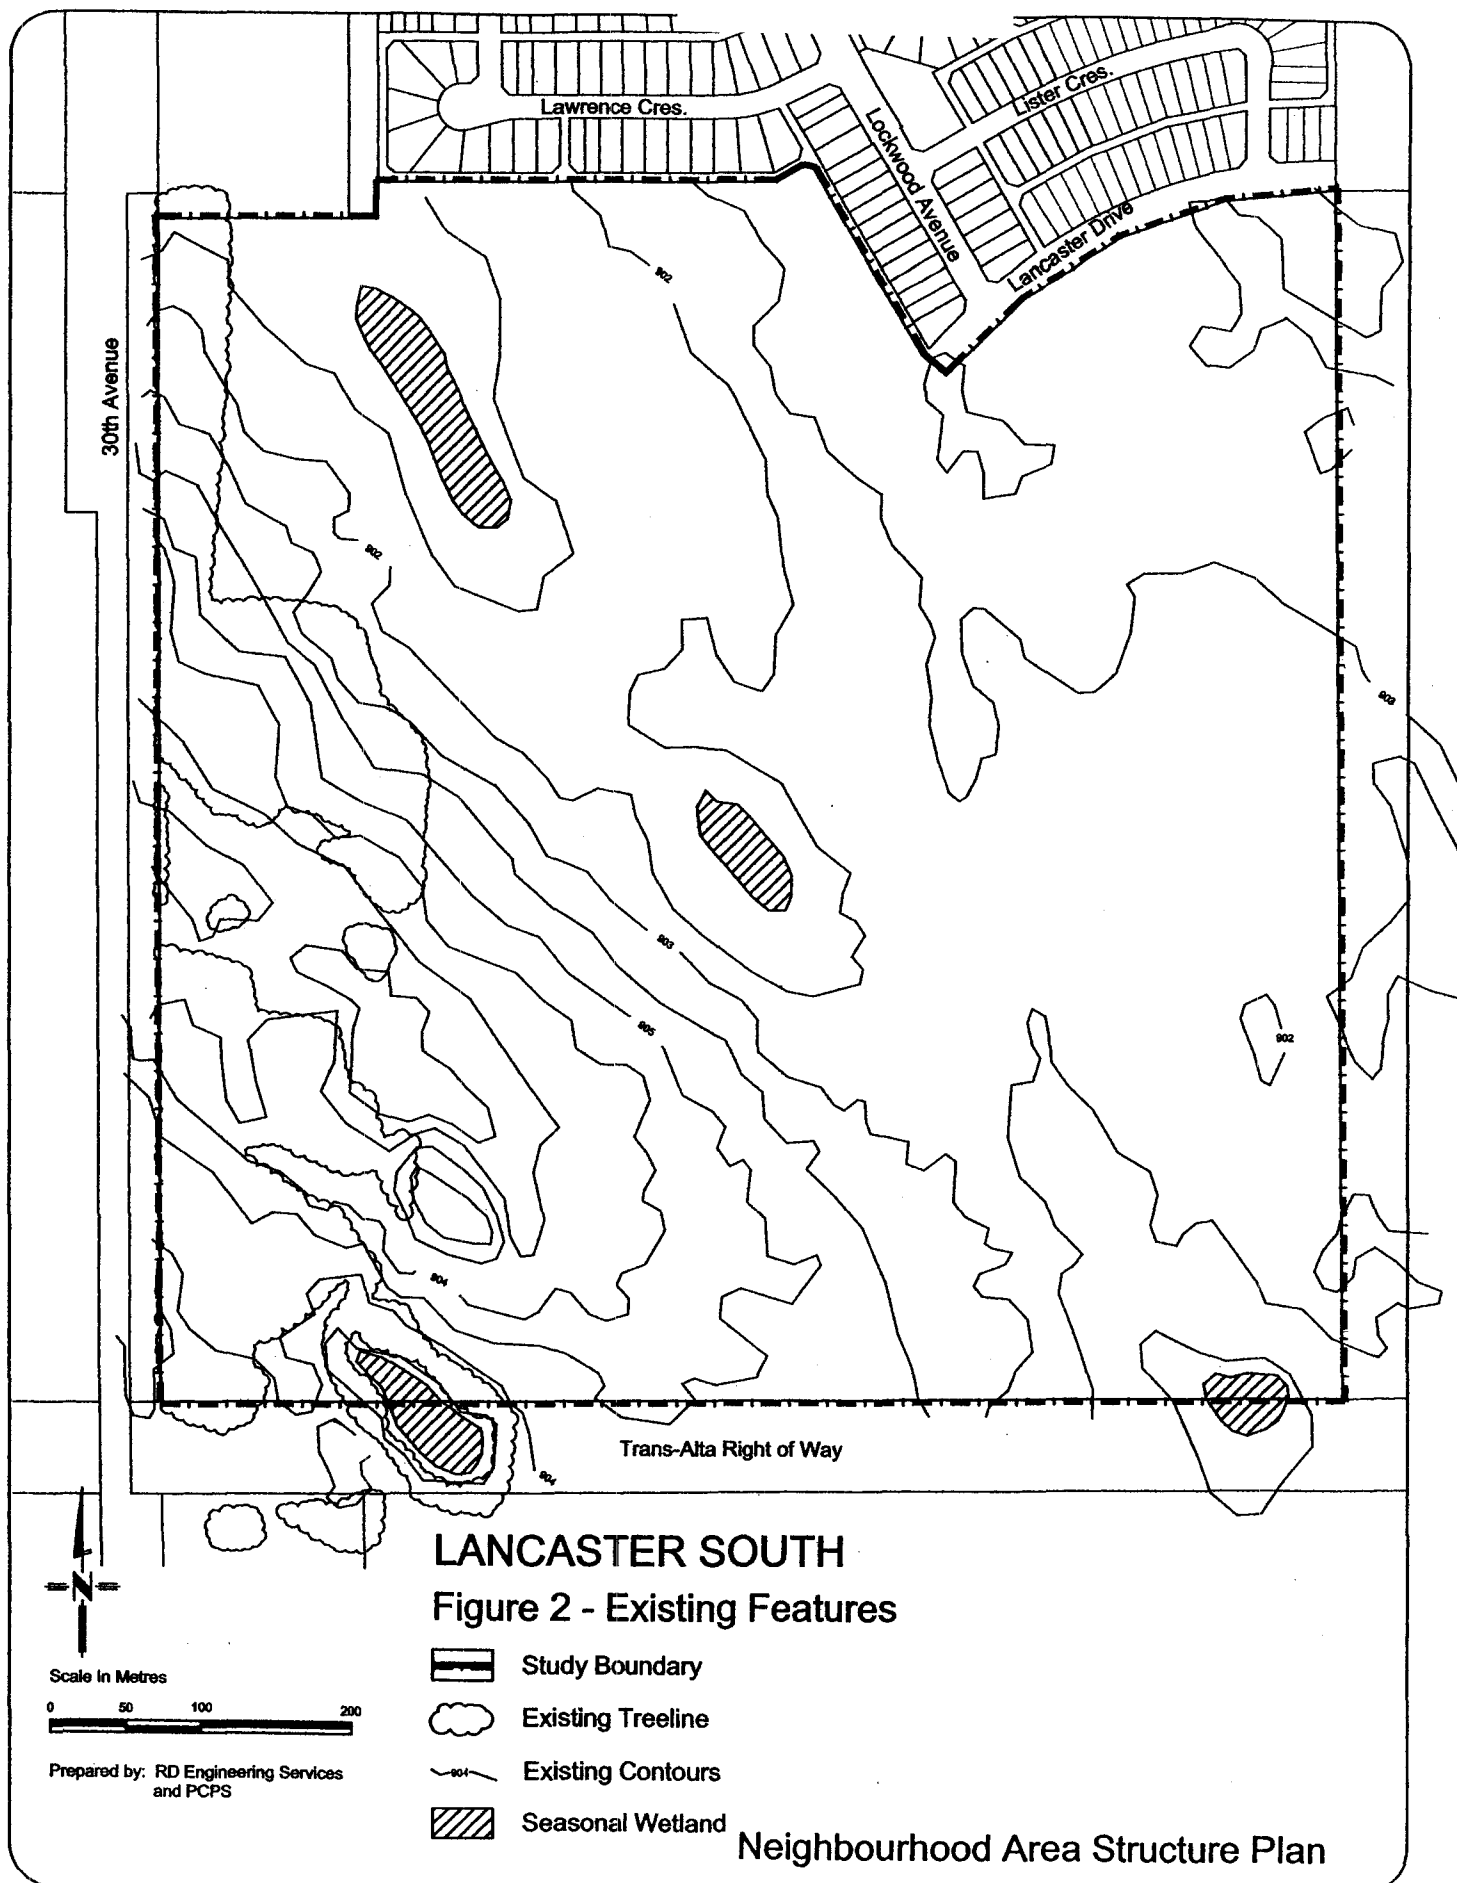 Lawrence Cres.
Lister Cres.
Lockwood Avenue
Lancaster Drive
902
30th Avenue
902
903
903
905
902
904
Trans-Alta Right of Way
904
LANCASTER SOUTH
Figure 2 - Existing Features
N
Study Boundary
Scale In Metres
0 50 100 200
Existing Treeline
Prepared by: RD Engineering Services
and PCPS
904
Existing Contours
Seasonal Wetland
Neighbourhood Area Structure Plan